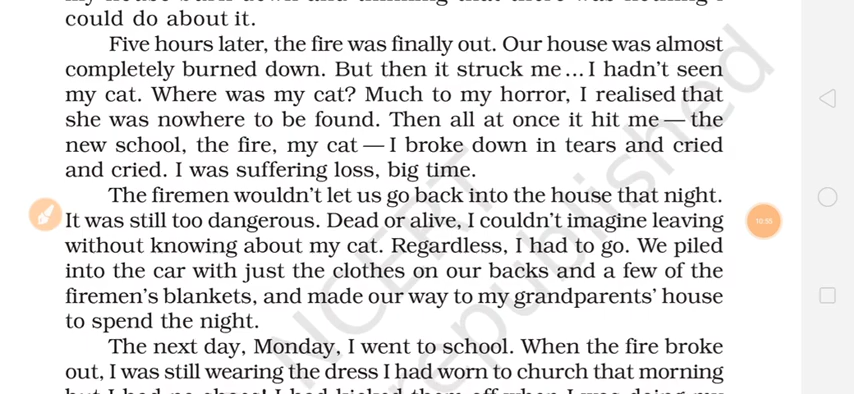 could do about it.
Five hours later, the fire was finally out. Our house was almost
completely burned down. But then it struck me...I hadn't seen
my cat. Where was my cat? Much to my horror, I realised that
she was nowhere to be found. Then all at once it hit me — the
new school, the fire, my cat — I broke down in tears and cried
and cried. I was suffering loss, big time.
The firemen wouldn't let us go back into the house that night.
It was still too dangerous. Dead or alive, I couldn't imagine leaving
without knowing about my cat. Regardless, I had to go. We piled
into the car with just the clothes on our backs and a few of the
firemen's blankets, and made our way to my grandparents' house
to spend the night.
The next day, Monday, I went to school. When the fire broke
out, I was still wearing the dress I had worn to church that morning
NCERT
republished
10:55